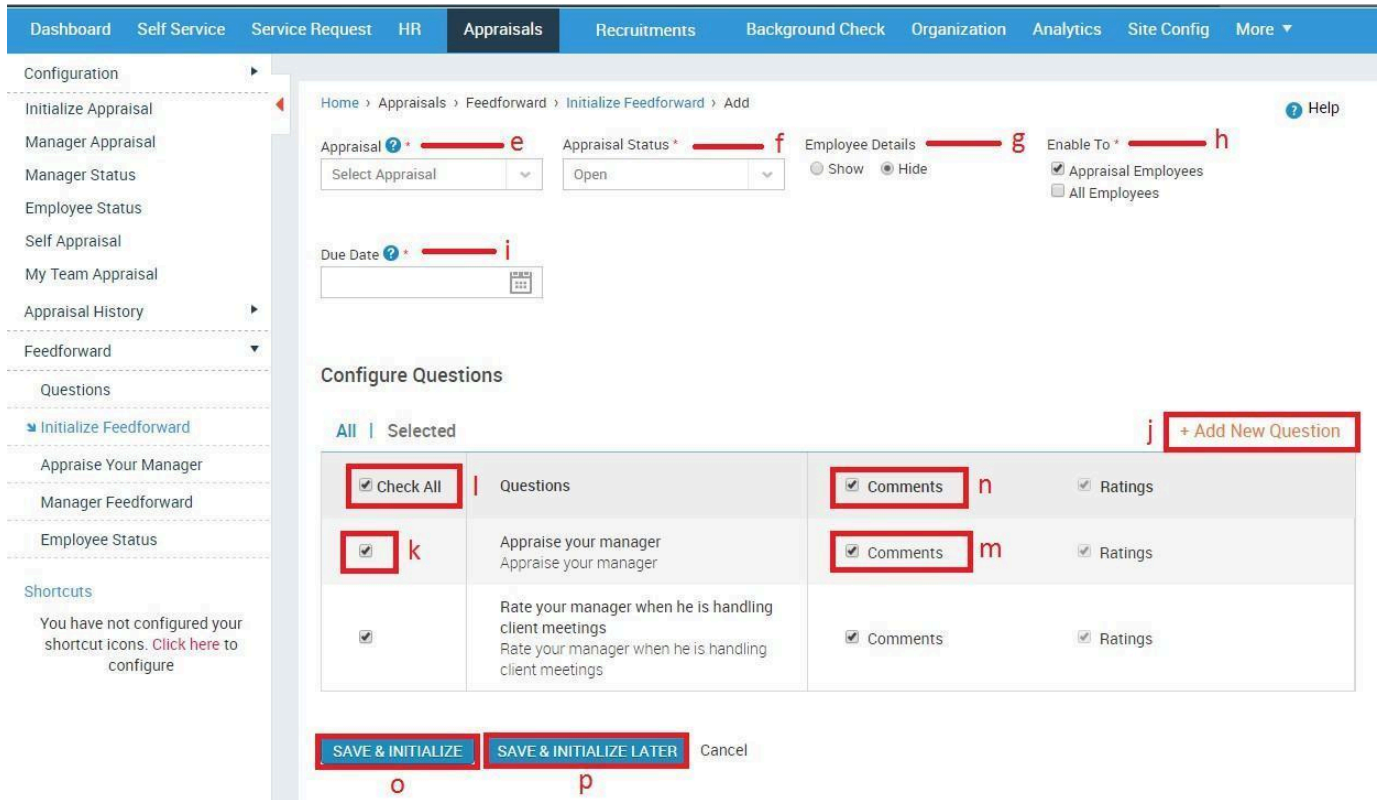 Dashboard Self Service Service Request HR Appraisals Recruitments Background Check Organization Analytics Site Config More
Configuration
Initialize Appraisal
Manager Appraisal
Manager Status
Employee Status
Self Appraisal
My Team Appraisal
Appraisal History
Feedforward
Questions
Initialize Feedforward
Appraise Your Manager
Manager Feedforward
Employee Status
Shortcuts
You have not configured your
shortcut icons. Click here to
configure
Home › Appraisals › Feedforward › Initialize Feedforward › Add
? Help
Appraisal ? * e
Select Appraisal
Appraisal Status * f
Open
Employee Details g
Show Hide
Enable To * h
Appraisal Employees
All Employees
Due Date ? * i
Configure Questions
All | Selected
j + Add New Question
Check All l Questions Comments n Ratings
k Appraise your manager Comments m Ratings
Appraise your manager
Rate your manager when he is handling
client meetings
Comments Ratings
Rate your manager when he is handling
client meetings
SAVE & INITIALIZE SAVE & INITIALIZE LATER Cancel
o p